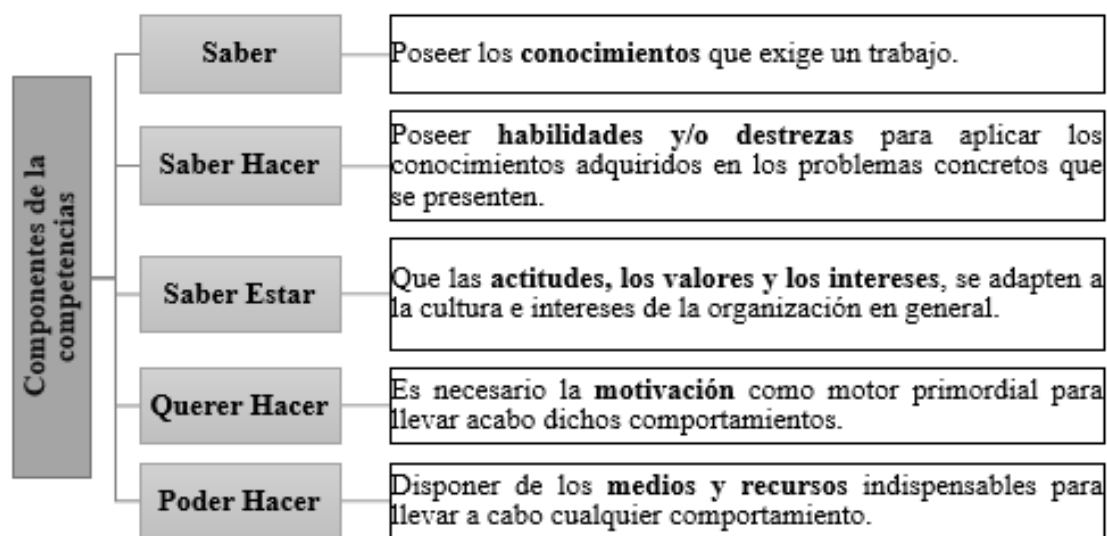 Componentes de la
competencias
Saber
Poseer los conocimientos que exige un trabajo.
Saber Hacer
Poseer habilidades y/o destrezas para aplicar los
conocimientos adquiridos en los problemas concretos que
se presenten.
Saber Estar
Que las actitudes, los valores y los intereses, se adapten a
la cultura e intereses de la organización en general.
Querer Hacer
Es necesario la motivación como motor primordial para
llevar acabo dichos comportamientos.
Poder Hacer
Disponer de los medios y recursos indispensables para
llevar a cabo cualquier comportamiento.